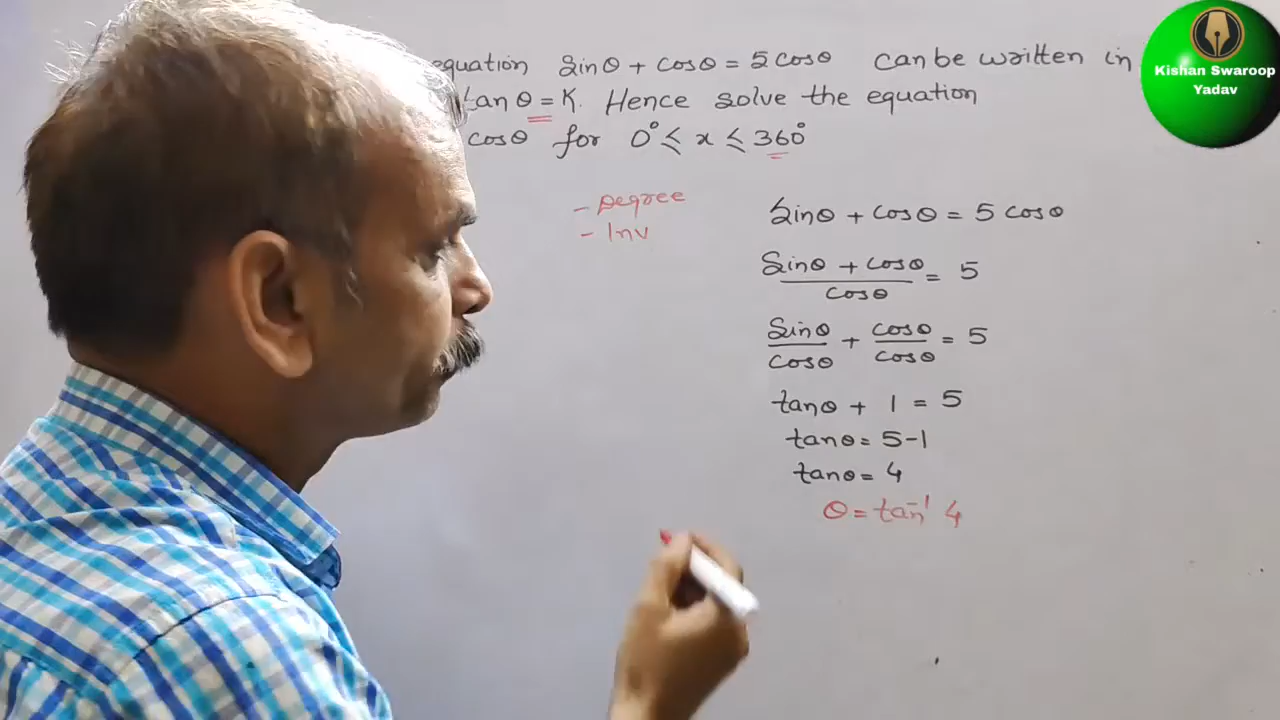 equation Sinθ + cosθ = 5 cosθ can be written in
tan θ = K. Hence solve the equation
cosθ for 0° ≤ x ≤ 360°
- Degree
- Inv
Sinθ + cosθ = 5 cosθ
Sinθ + cosθ / cosθ = 5
Sinθ / cosθ + cosθ / cosθ = 5
tanθ + 1 = 5
tanθ = 5-1
tanθ = 4
θ = tan⁻¹ 4
Kishan Swaroop
Yadav